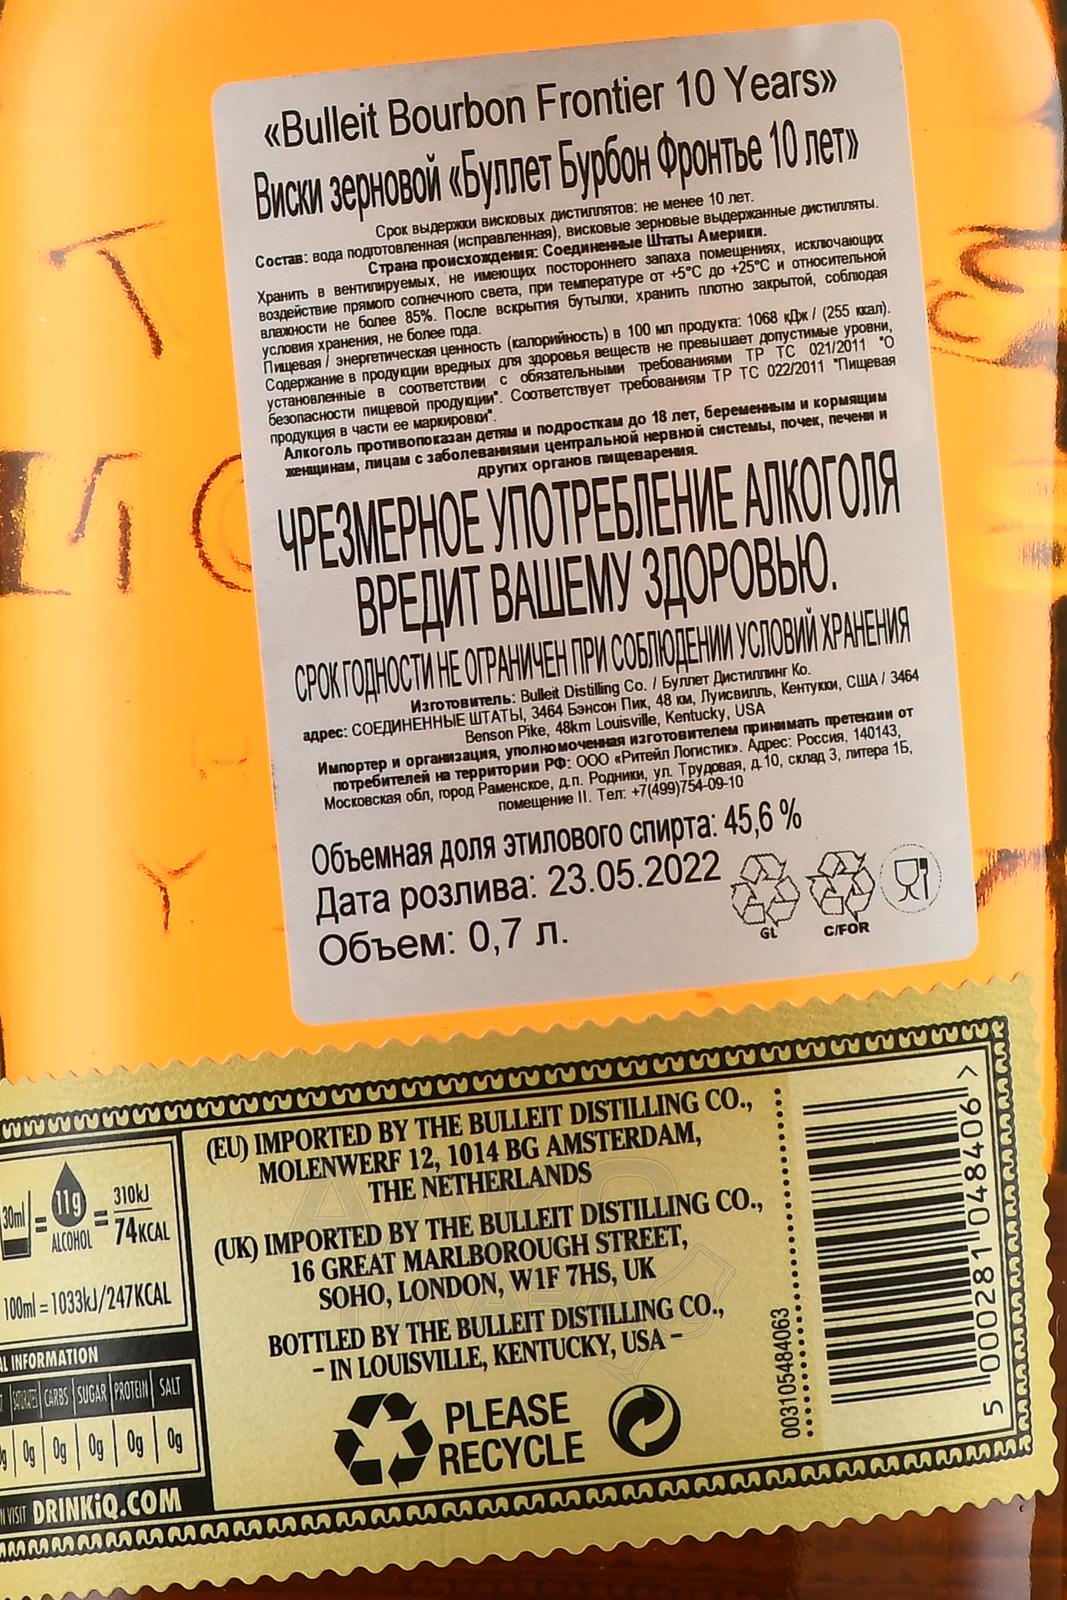 «Bulleit Bourbon Frontier 10 Years»
Виски зерновой «Буллет Бурбон Фронтье 10 лет»
Срок выдержки висковых дистиллятов: не менее 10 лет.
Состав: вода подготовленная (исправленная), висковые зерновые выдержанные дистилляты.
Страна происхождения: Соединенные Штаты Америки.
Хранить в вентилируемых, не имеющих постороннего запаха помещениях, исключающих
воздействие прямого солнечного света, при температуре от +5°С до +25°С и относительной
влажности не более 85%. После вскрытия бутылки, хранить плотно закрытой, соблюдая
условия хранения, не более года.
Пищевая / энергетическая ценность (калорийность) в 100 мл продукта: 1068 кДж / (255 ккал).
Содержание в продукции вредных для здоровья веществ не превышает допустимые уровни,
установленные в соответствии с обязательными требованиями ТР ТС 021/2011 "О
безопасности пищевой продукции". Соответствует требованиям ТР ТС 022/2011 "Пищевая
продукция в части ее маркировки".
Алкоголь противопоказан детям и подросткам до 18 лет, беременным и кормящим
женщинам, лицам с заболеваниями центральной нервной системы, почек, печени и
других органов пищеварения.
ЧРЕЗМЕРНОЕ УПОТРЕБЛЕНИЕ АЛКОГОЛЯ
ВРЕДИТ ВАШЕМУ ЗДОРОВЬЮ.
СРОК ГОДНОСТИ НЕ ОГРАНИЧЕН ПРИ СОБЛЮДЕНИИ УСЛОВИЙ ХРАНЕНИЯ
Изготовитель: Bulleit Distilling Co. / Буллет Дистиллинг Ко.
адрес: СОЕДИНЕННЫЕ ШТАТЫ, 3464 Бэнсон Пик, 48 км, Луисвилль, Кентукки, США / 3464
Benson Pike, 48km Louisville, Kentucky, USA
Импортер и организация, уполномоченная изготовителем принимать претензии от
потребителей на территории РФ: ООО «Ритейл Логистик». Адрес: Россия, 140143,
Московская обл, город Раменское, д.п. Родники, ул. Трудовая, д.10, склад 3, литера 1Б,
помещение II. Тел: +7(499)754-09-10
Объемная доля этилового спирта: 45,6 %
Дата розлива: 23.05.2022
Объем: 0,7 л.
GL
C/FOR
30ml = 11g ALCOHOL = 310kJ 74KCAL
100ml = 1033kJ/247KCAL
INFORMATION
SATURATES CARBS SUGAR PROTEIN SALT
0g 0g 0g 0g 0g
VISIT DRINKiQ.COM
(EU) IMPORTED BY THE BULLEIT DISTILLING CO.,
MOLENWERF 12, 1014 BG AMSTERDAM,
THE NETHERLANDS
(UK) IMPORTED BY THE BULLEIT DISTILLING CO.,
16 GREAT MARLBOROUGH STREET,
SOHO, LONDON, W1F 7HS, UK
BOTTLED BY THE BULLEIT DISTILLING CO.,
- IN LOUISVILLE, KENTUCKY, USA -
PLEASE
RECYCLE
003105484063
5 000281 048406 >